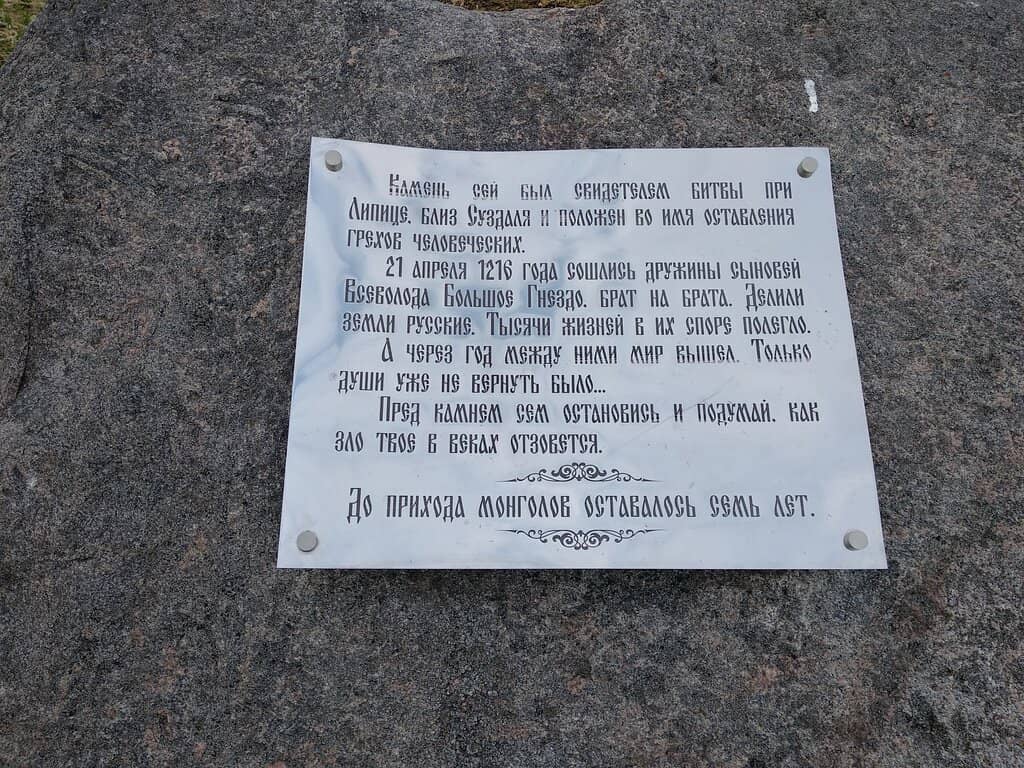 Камень сей был свидетелем битвы при
Липице, близ Суздаля и положен во имя оставления
грехов человеческих.
21 апреля 1216 года сошлись дружины сыновей
Всеволода Большое Гнездо, брат на брата. Делили
земли русские. Тысячи жизней в их споре полегло.
А через год между ними мир вышел. Только
души уже не вернуть было...
Пред камнем сем остановись и подумай, как
зло твое в веках отзовется.
До прихода монголов оставалось семь лет.